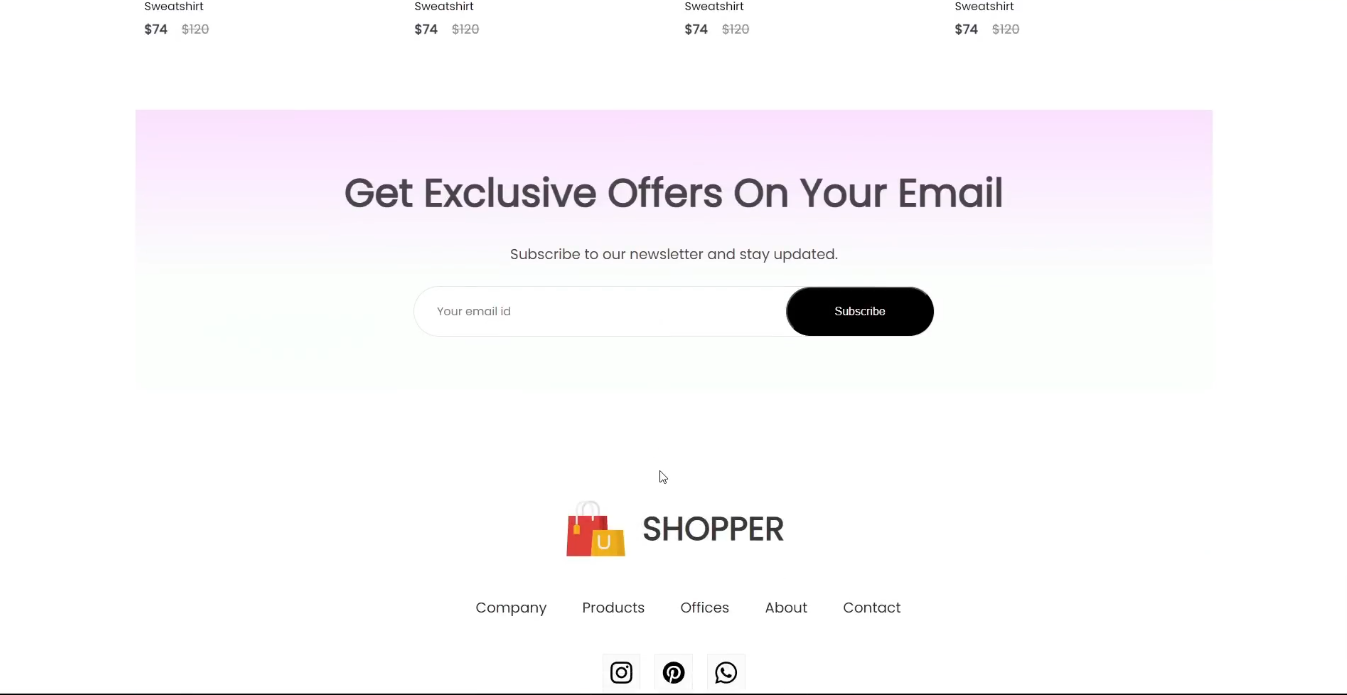 Sweatshirt Sweatshirt Sweatshirt Sweatshirt
$74 $120 $74 $120 $74 $120 $74 $120
Get Exclusive Offers On Your Email
Subscribe to our newsletter and stay updated.
Your email id Subscribe
U SHOPPER
Company Products Offices About Contact